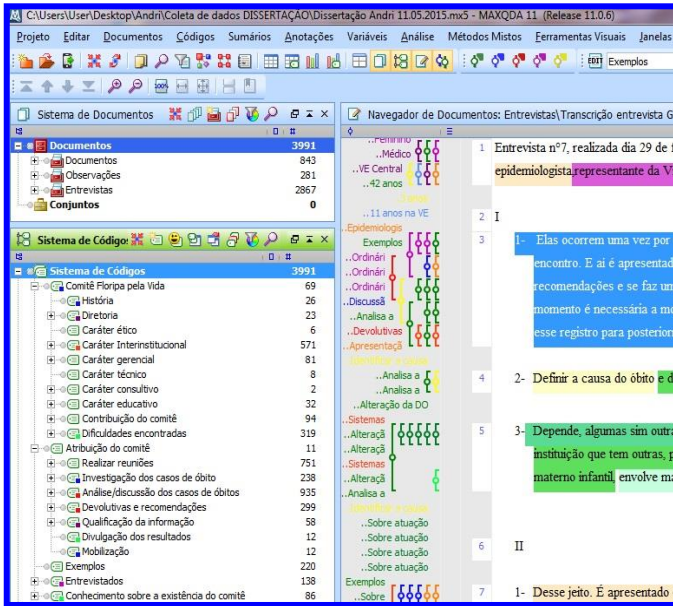 C:\Users\User\Desktop\Andri\Coleta de dados DISSERTAÇÃO\Dissertação Andri 11.05.2015.mx5 - MAXQDA 11 (Release 11.0.6)
Projeto Editar Documentos Códigos Sumários Anotações Variáveis Análise Métodos Mistos Ferramentas Visuais Janelas
EDIT Exemplos
100%
Sistema de Documentos
Documentos 3991
Documentos 843
Observações 281
Entrevistas 2867
Conjuntos 0
Sistema de Código:
Sistema de Códigos 3991
Comitê Floripa pela Vida 69
História 26
Diretoria 23
Caráter ético 6
Caráter Interinstitucional 571
Caráter gerencial 81
Caráter técnico 8
Caráter consultivo 2
Caráter educativo 32
Contribuição do comitê 94
Dificuldades encontradas 319
Atribuição do comitê 11
Realizar reuniões 751
Investigação dos casos de óbito 238
Análise/discussão dos casos de óbitos 935
Devolutivas e recomendações 299
Qualificação da informação 58
Divulgação dos resultados 12
Mobilização 12
Exemplos 220
Entrevistados 138
Conhecimento sobre a existência do comitê 86
Navegador de Documentos: Entrevistas\Transcrição entrevista G
..Feminino
..Médico
..VE Central
..42 anos
..11 anos na VE
..Epidemiologis
Exemplos
..Ordinári
..Ordinári
..Ordinári
..Discussã
..Analisa a
..Devolutivas
..Apresentaçã
..Analisa a
..Analisa a
..Alteração da DO
..Sistemas
..Alteraçã
..Alteraçã
..Sistemas
..Alteraçã
..Analisa a
..Sobre atuação
..Sobre atuação
..Sobre atuação
..Sobre atuação
Exemplos
..Sobre
1 Entrevista nº7, realizada dia 29 de
epidemiologista,representante da V
2 I
3 1- Elas ocorrem uma vez por
encontro. E ai é apresentad
recomendações e se faz um
momento é necessária a mo
esse registro para posterior
4 2- Definir a causa do óbito e d
5 3- Depende, algumas sim outra
instituição que tem outras, p
materno infantil, envolve ma
6 II
7 1- Desse jeito. É apresentado